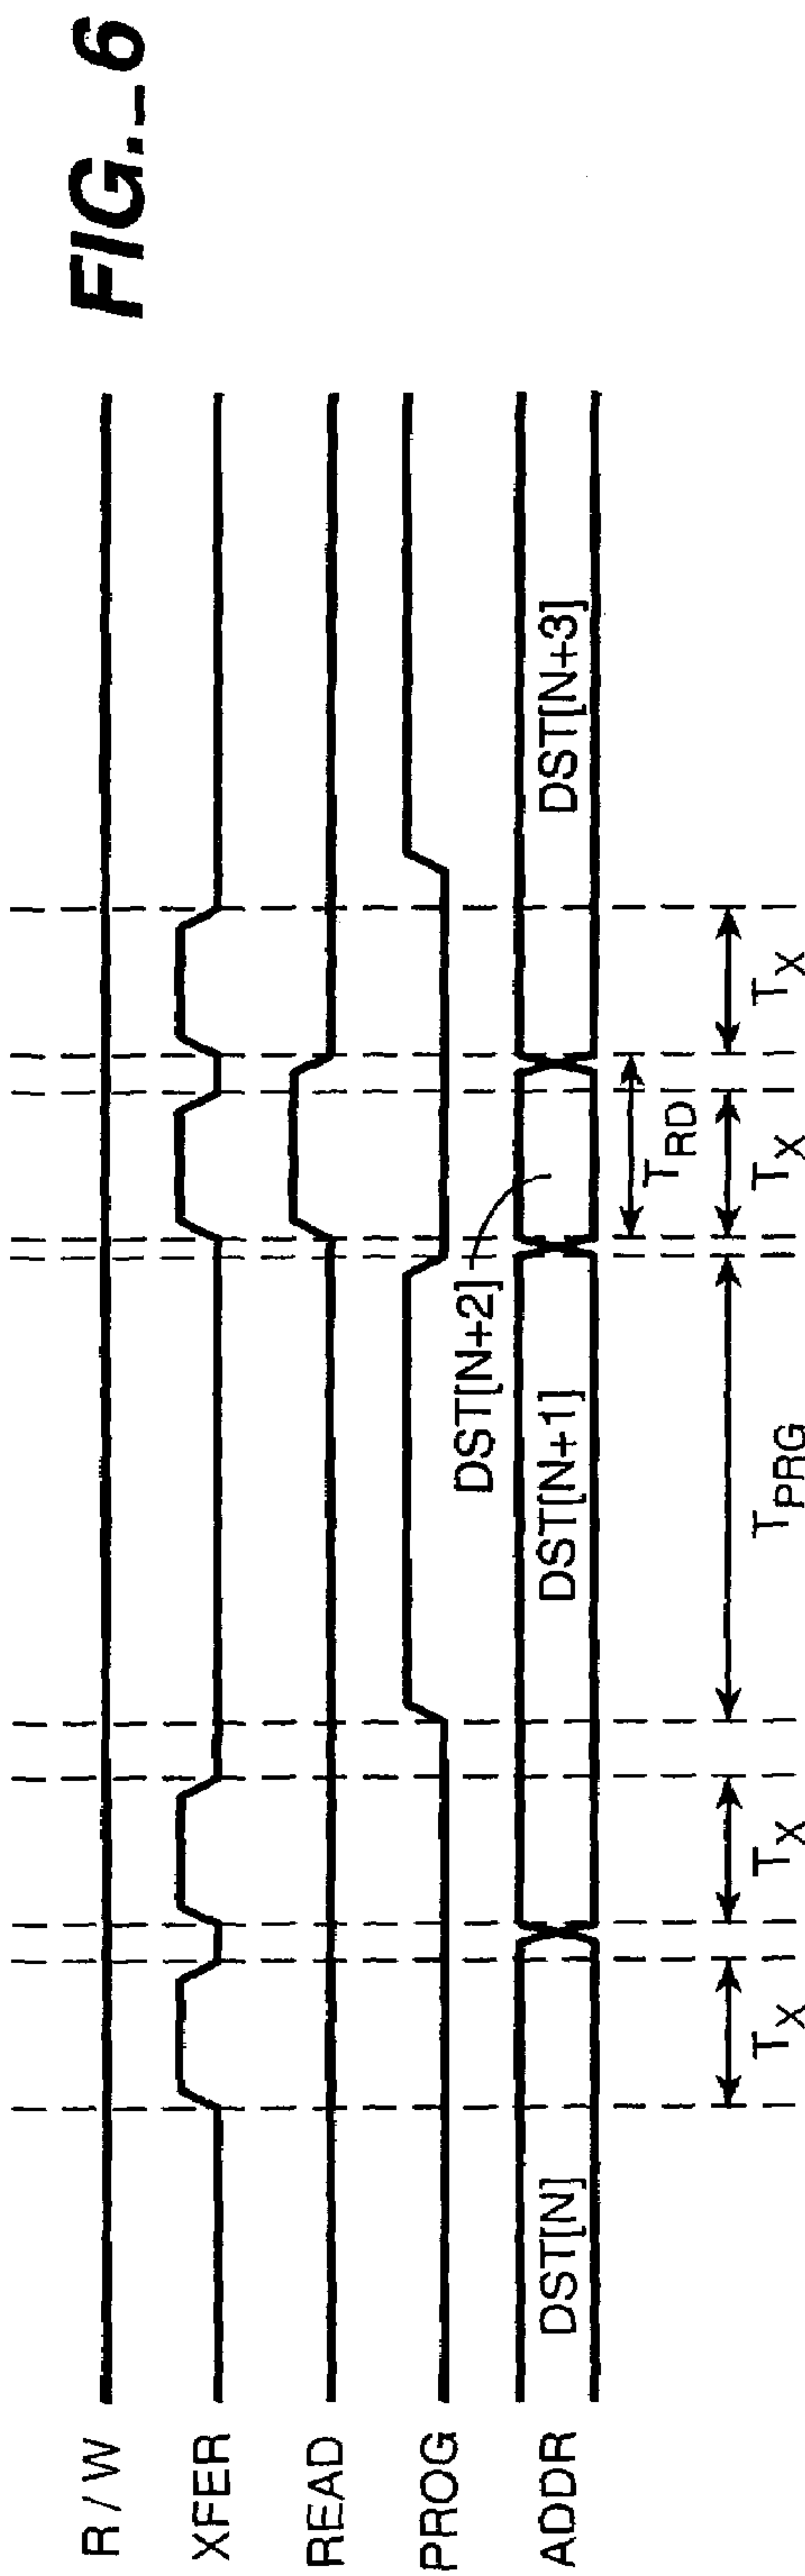 FIG._6
R / W
XFER
READ
PROG
ADDR
DST[N]
DST[N+1]
DST[N+2]
DST[N+3]
TRD
TX
TX
TPRG
TX
TX